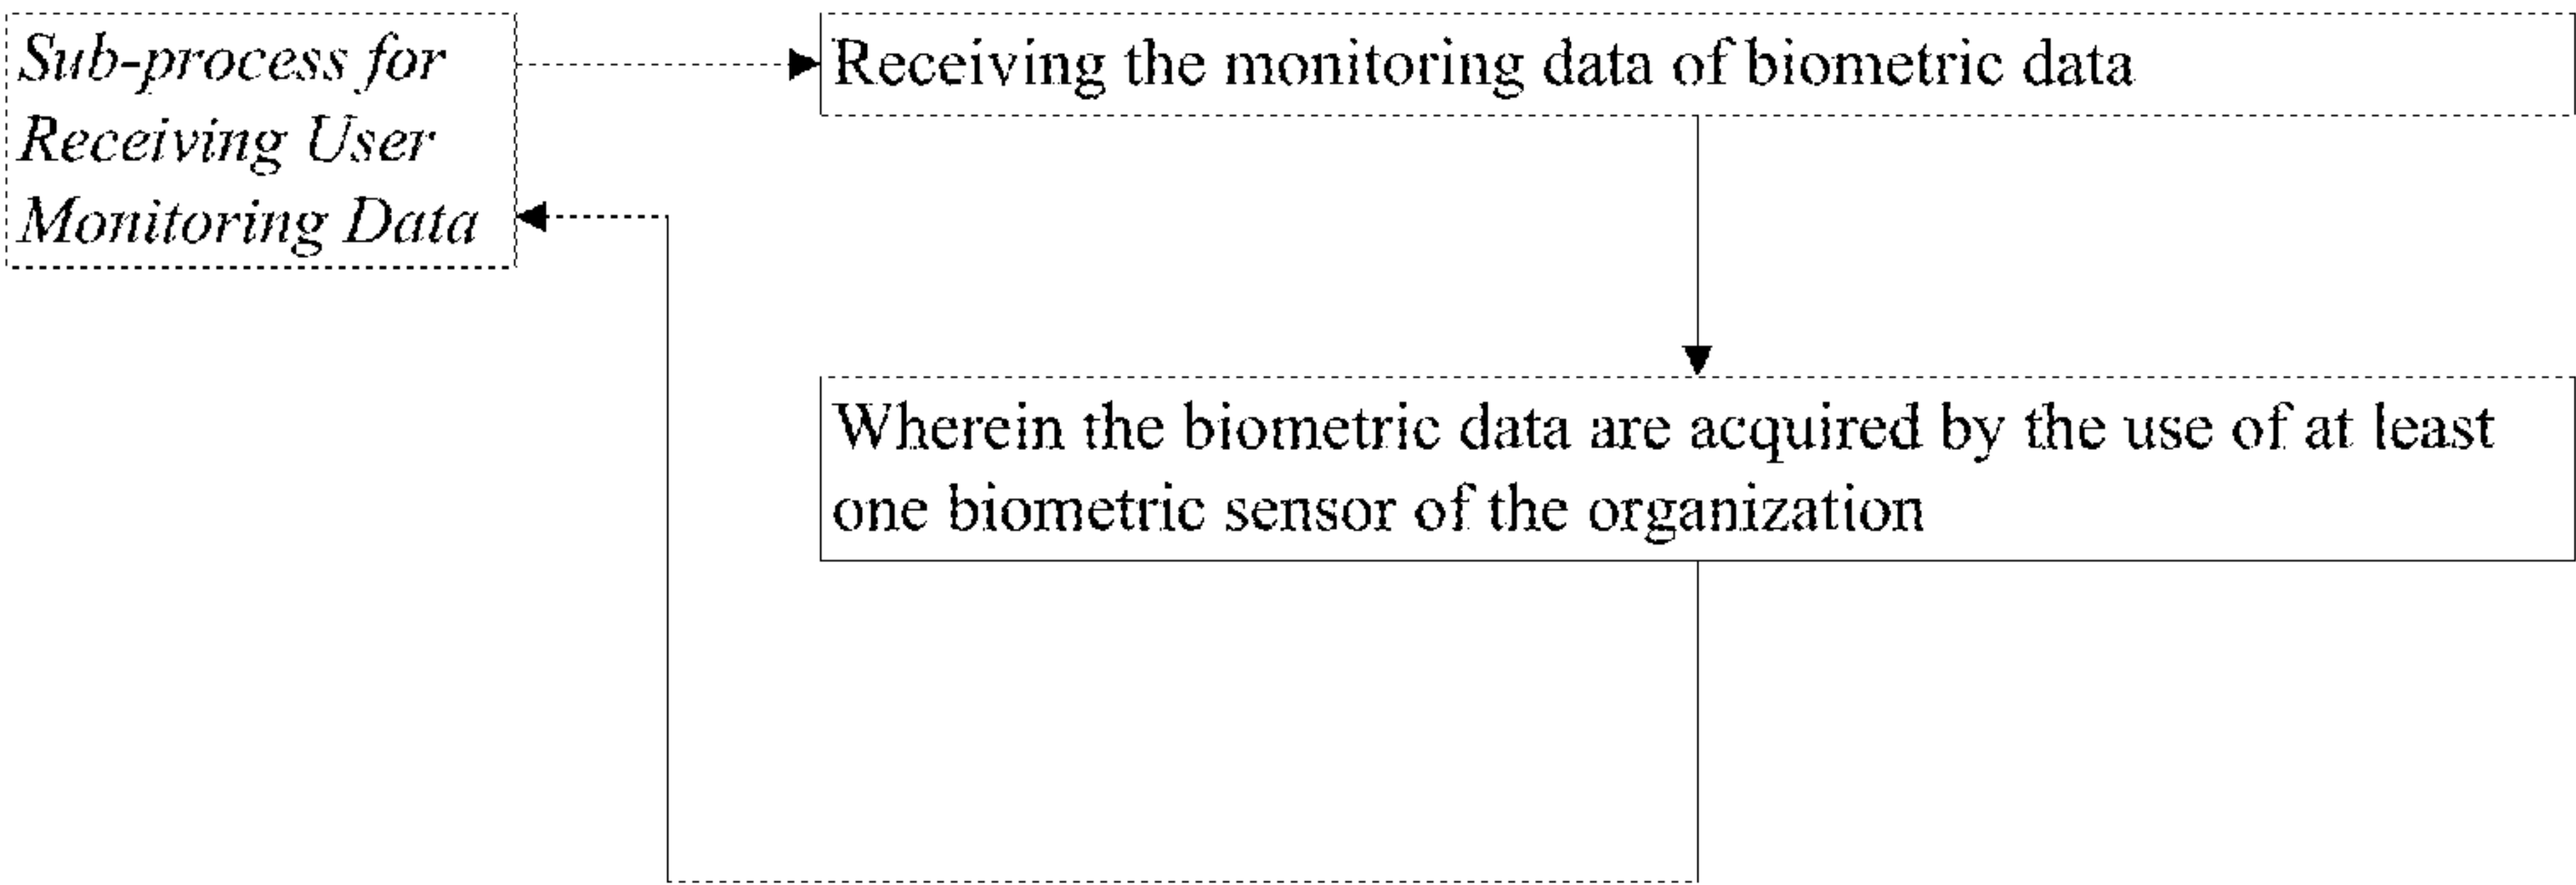 Sub-process for
Receiving User
Monitoring Data
Receiving the monitoring data of biometric data
Wherein the biometric data are acquired by the use of at least
one biometric sensor of the organization